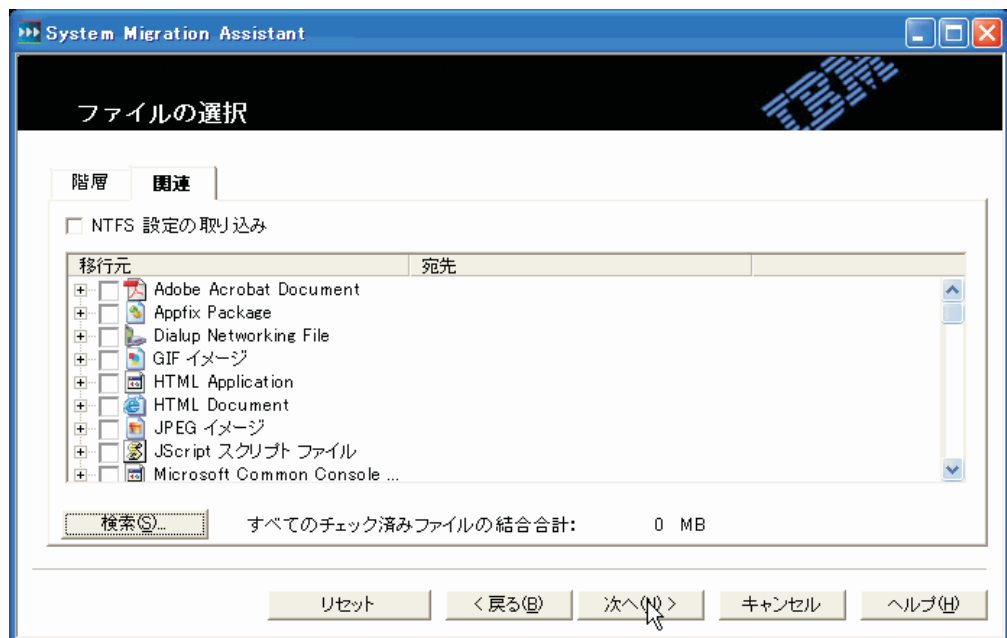 System Migration Assistant
IBM
ファイルの選択
階層 関連
NTFS 設定の取り込み
移行元 宛先
Adobe Acrobat Document
Appfix Package
Dialup Networking File
GIF イメージ
HTML Application
HTML Document
JPEG イメージ
JScript スクリプト ファイル
Microsoft Common Console ...
検索(S)... すべてのチェック済みファイルの結合合計: 0 MB
リセット < 戻る(B) 次へ(N) > キャンセル ヘルプ(H)